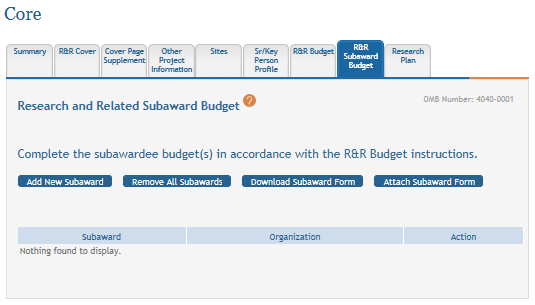 Core
Summary
R&R Cover
Cover Page
Supplement
Other
Project
Information
Sites
Sr/Key
Person
Profile
R&R Budget
R&R
Subaward
Budget
Research
Plan
Research and Related Subaward Budget ?
OMB Number: 4040-0001
Complete the subawardee budget(s) in accordance with the R&R Budget instructions.
Add New Subaward
Remove All Subawards
Download Subaward Form
Attach Subaward Form
Subaward
Organization
Action
Nothing found to display.